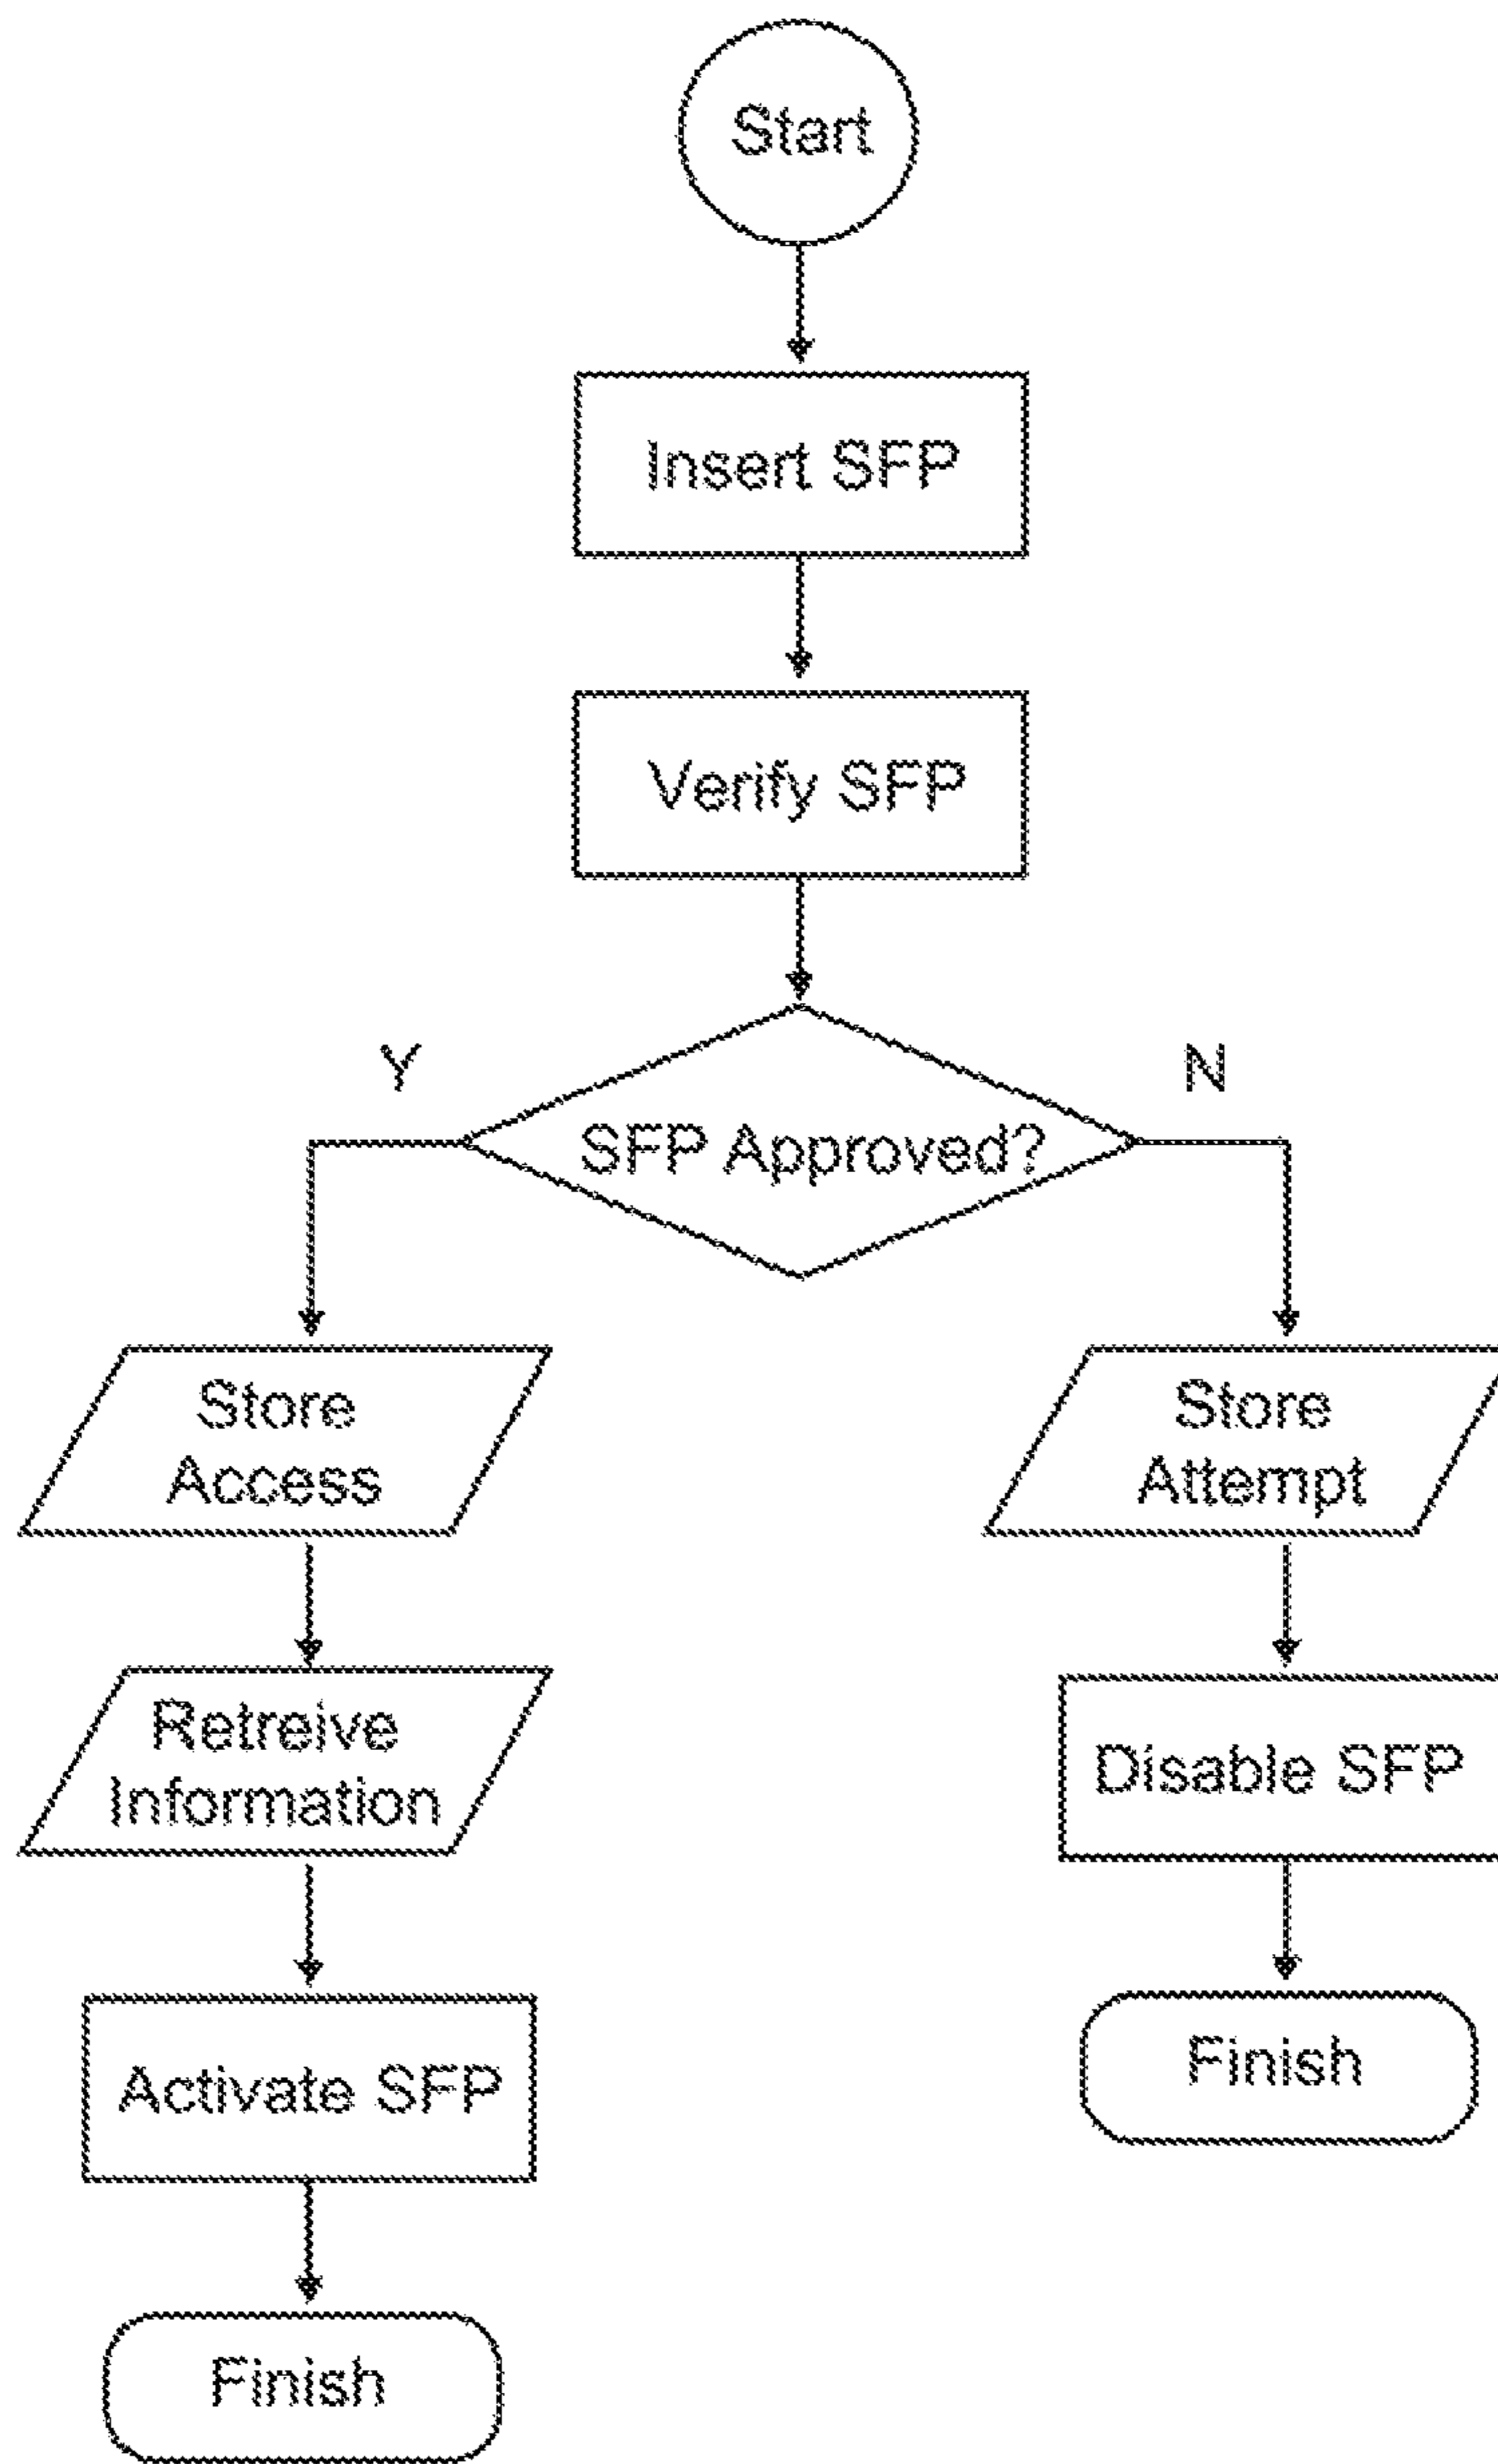 Start
Insert SFP
Verify SFP
Y
N
SFP Approved?
Store
Access
Store
Attempt
Retreive
Information
Disable SFP
Activate SFP
Finish
Finish